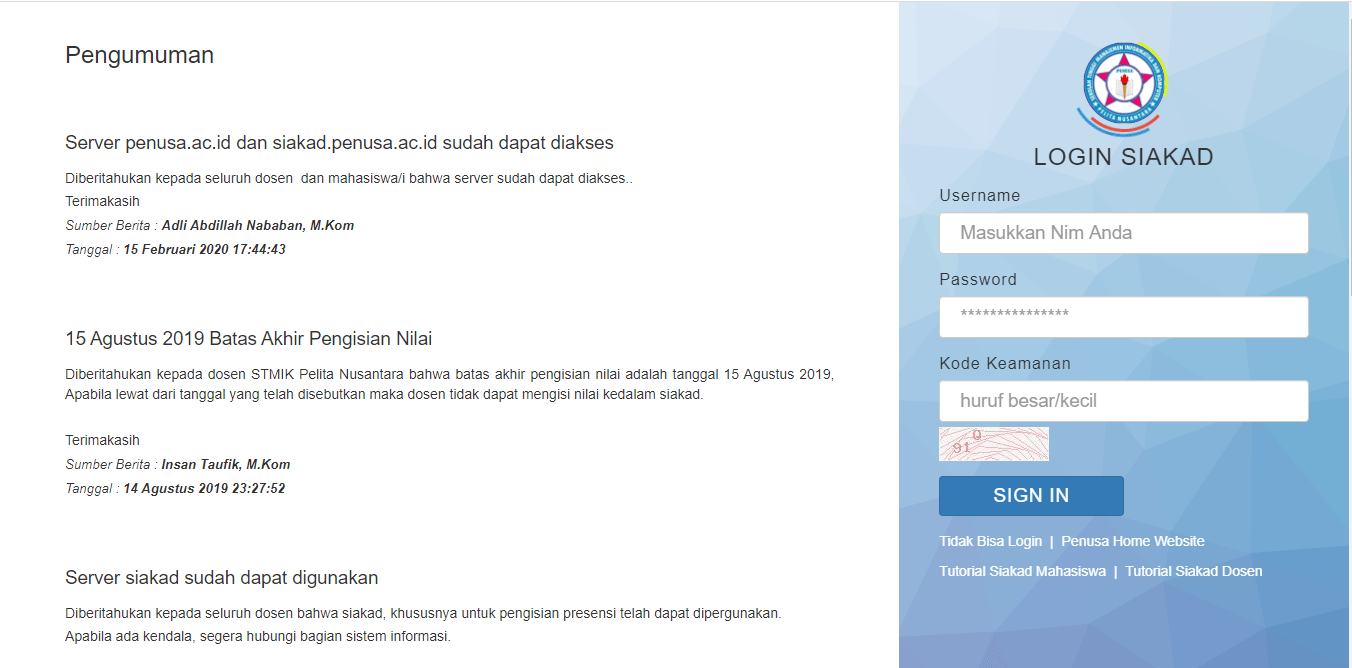 Pengumuman
Server penusa.ac.id dan siakad.penusa.ac.id sudah dapat diakses
Diberitahukan kepada seluruh dosen  dan mahasiswa/i bahwa server sudah dapat diakses..
Terimakasih
Sumber Berita : Adli Abdillah Nababan, M.Kom
Tanggal : 15 Februari 2020 17:44:43
15 Agustus 2019 Batas Akhir Pengisian Nilai
Diberitahukan kepada dosen STMIK Pelita Nusantara bahwa batas akhir pengisian nilai adalah tanggal 15 Agustus 2019,
Apabila lewat dari tanggal yang telah disebutkan maka dosen tidak dapat mengisi nilai kedalam siakad.
Terimakasih
Sumber Berita : Insan Taufik, M.Kom
Tanggal : 14 Agustus 2019 23:27:52
Server siakad sudah dapat digunakan
Diberitahukan kepada seluruh dosen bahwa siakad, khususnya untuk pengisian presensi telah dapat dipergunakan.
Apabila ada kendala, segera hubungi bagian sistem informasi.
PENUSA
PELITA NUSANTARA
LOGIN SIAKAD
Username
Masukkan Nim Anda
Password
***************
Kode Keamanan
huruf besar/kecil
SIGN IN
Tidak Bisa Login | Penusa Home Website
Tutorial Siakad Mahasiswa | Tutorial Siakad Dosen